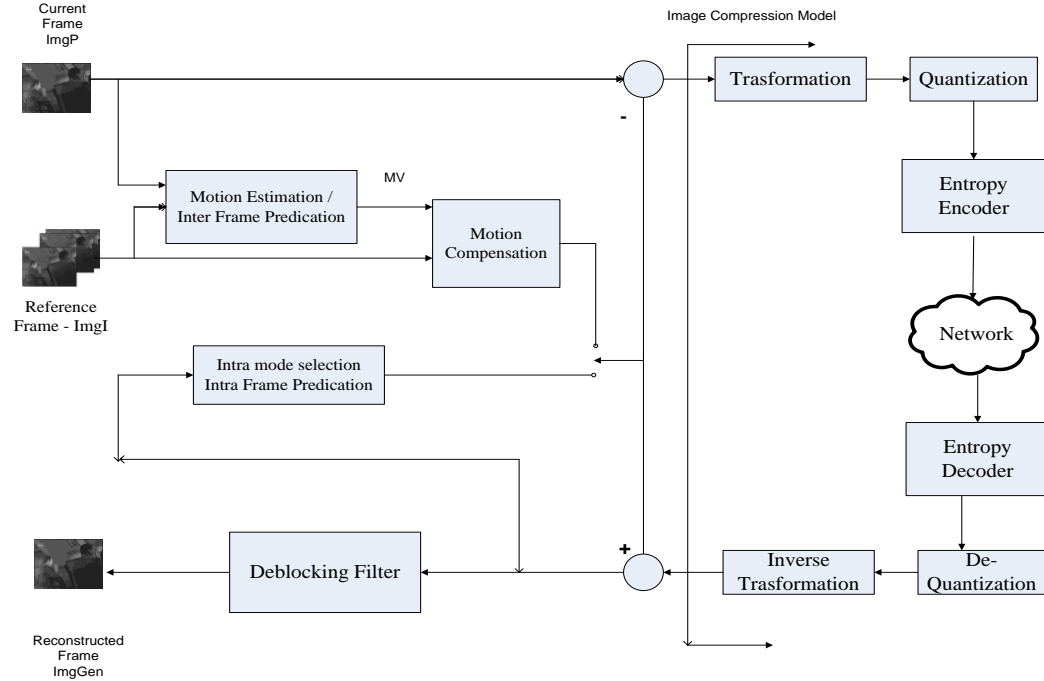 Current
Frame
ImgP
Image Compression Model
Trasformation
Quantization
-
Motion Estimation /
Inter Frame Predication
MV
Motion
Compensation
Entropy
Encoder
Reference
Frame - ImgI
Network
Intra mode selection
Intra Frame Predication
Entropy
Decoder
+
Deblocking Filter
Inverse
Trasformation
De-
Quantization
Reconstructed
Frame
ImgGen